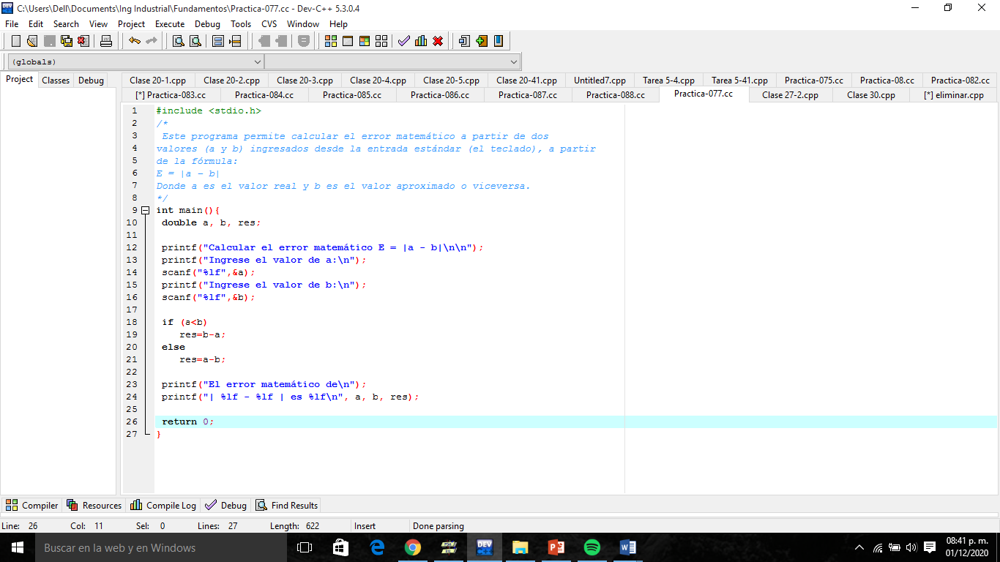 C:\Users\Dell\Documents\Ing Industrial\Fundamentos\Practica-077.cc - Dev-C++ 5.3.0.4
File Edit Search View Project Execute Debug Tools CVS Window Help
(globals)
Project Classes Debug
Clase 20-1.cpp Clase 20-2.cpp Clase 20-3.cpp Clase 20-4.cpp Clase 20-5.cpp Clase 20-41.cpp Untitled7.cpp Tarea 5-4.cpp Tarea 5-41.cpp Practica-075.cc Practica-08.cc Practica-082.cc
[*] Practica-083.cc Practica-084.cc Practica-085.cc Practica-086.cc Practica-087.cc Practica-088.cc Practica-077.cc Clase 27-2.cpp Clase 30.cpp [*] eliminar.cpp
1 #include <stdio.h>
2 /*
3 Este programa permite calcular el error matemático a partir de dos
4 valores (a y b) ingresados desde la entrada estándar (el teclado), a partir
5 de la fórmula:
6 E = |a - b|
7 Donde a es el valor real y b es el valor aproximado o viceversa.
8 */
9 int main(){
10 double a, b, res;
11
12 printf("Calcular el error matemático E = |a - b|\n\n");
13 printf("Ingrese el valor de a:\n");
14 scanf("%lf",&a);
15 printf("Ingrese el valor de b:\n");
16 scanf("%lf",&b);
17
18 if (a<b)
19 res=b-a;
20 else
21 res=a-b;
22
23 printf("El error matemático de\n");
24 printf("| %lf - %lf | es %lf\n", a, b, res);
25
26 return 0;
27 }
Compiler Resources Compile Log Debug Find Results
Line: 26 Col: 11 Sel: 0 Lines: 27 Length: 622 Insert Done parsing
Buscar en la web y en Windows
08:41 p. m.
01/12/2020